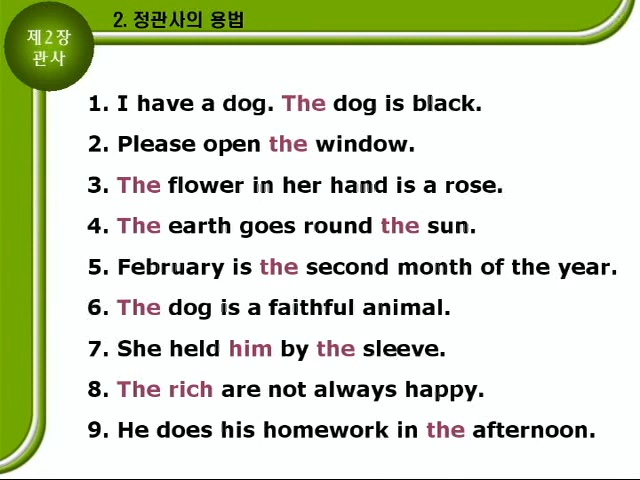 2. 정관사의 용법
제2장
관사
1. I have a dog. The dog is black.
2. Please open the window.
3. The flower in her hand is a rose.
4. The earth goes round the sun.
5. February is the second month of the year.
6. The dog is a faithful animal.
7. She held him by the sleeve.
8. The rich are not always happy.
9. He does his homework in the afternoon.